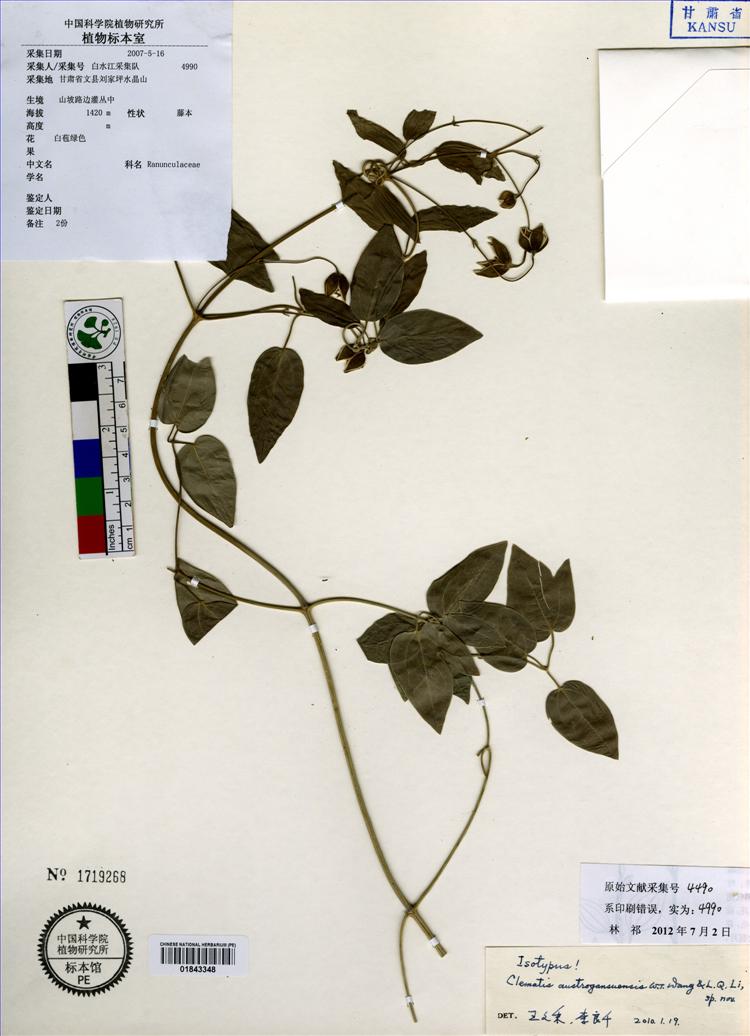 中国科学院植物研究所
植物标本室
采集日期 2007-5-16
采集人/采集号 白水江采集队 4990
采集地 甘肃省文县刘家坪水晶山
生境 山坡路边灌丛中
海拔 1420 m 性状 藤本
高度 m
花 白苞绿色
果
中文名 科名 Ranunculaceae
学名
鉴定人
鉴定日期
备注 2份
甘肃省
KANSU
Inches
cm
№ 1719268
中国科学院
植物研究所
标本馆
PE
CHINESE NATIONAL HERBARIUM (PE)
01843348
原始文献采集号 4490
系印刷错误，实为: 4990
林 祁 2012 年 7 月 2 日
Isotypus!
Clematis austrogansuensis W.T. Wang & L.Q. Li,
sp. nov.
DET. 王文采, 李良千 2010.1.19.